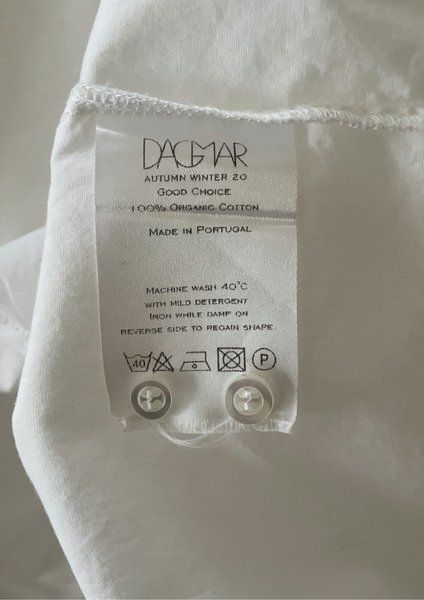 DAGMAR
AUTUMN WINTER 20
GOOD CHOICE
100% ORGANIC COTTON
MADE IN PORTUGAL
MACHINE WASH 40°C
WITH MILD DETERGENT
IRON WHILE DAMP ON
REVERSE SIDE TO REGAIN SHAPE
40 P